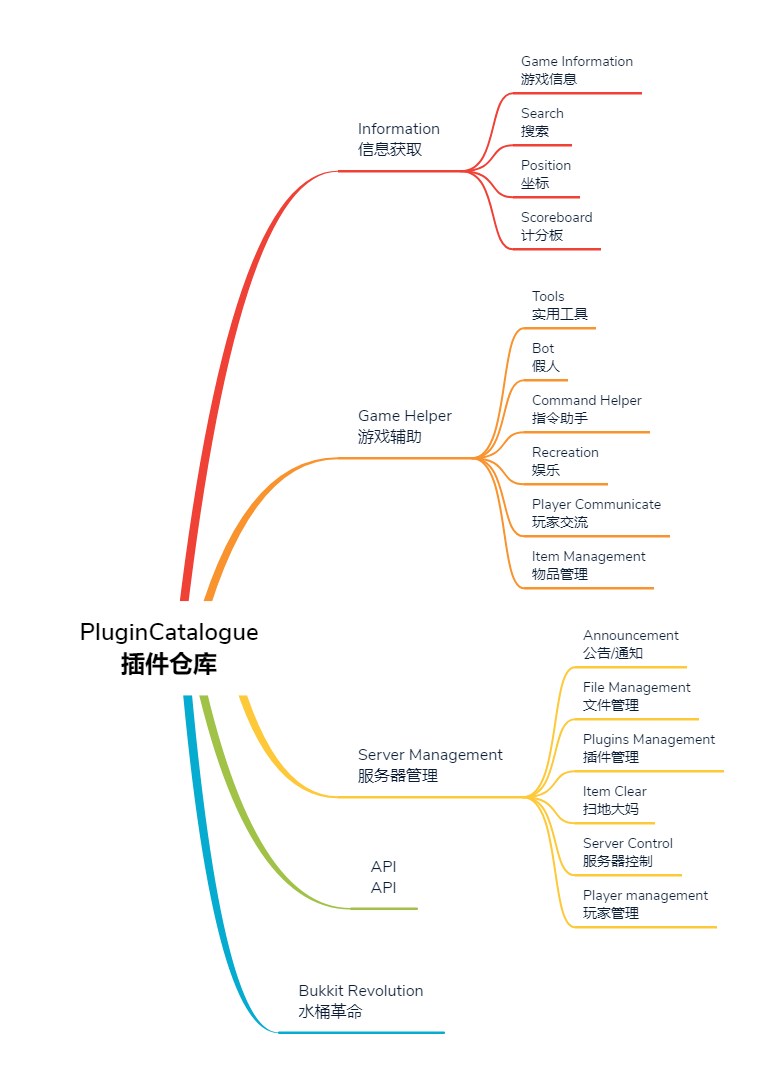 PluginCatalogue
插件仓库
Information
信息获取
Game Information
游戏信息
Search
搜索
Position
坐标
Scoreboard
计分板
Game Helper
游戏辅助
Tools
实用工具
Bot
假人
Command Helper
指令助手
Recreation
娱乐
Player Communicate
玩家交流
Item Management
物品管理
Server Management
服务器管理
Announcement
公告/通知
File Management
文件管理
Plugins Management
插件管理
Item Clear
扫地大妈
Server Control
服务器控制
Player management
玩家管理
API
API
Bukkit Revolution
水桶革命